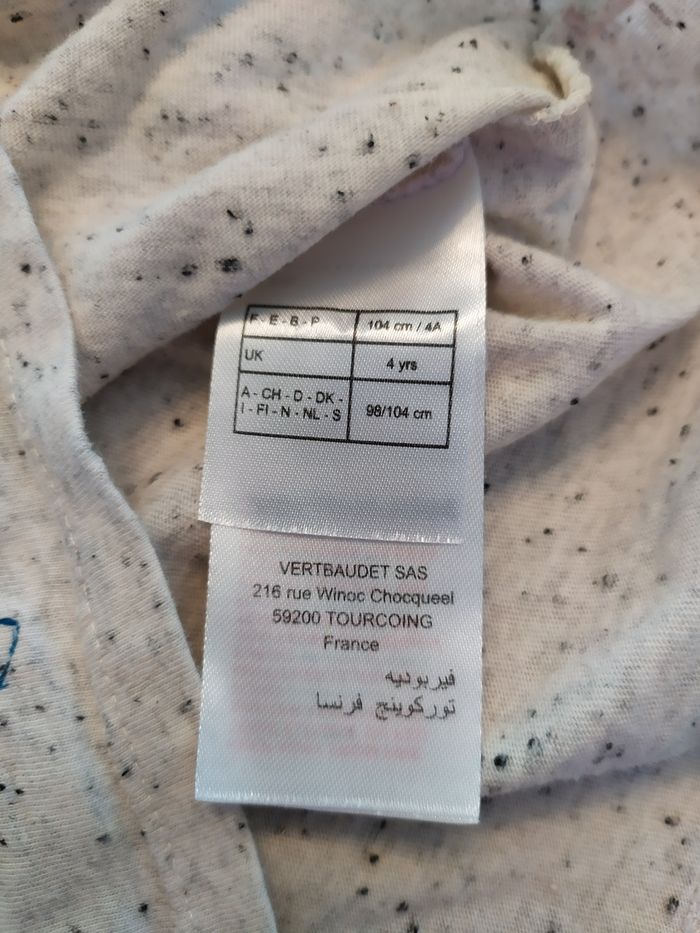 F - E - B - P 104 cm / 4A
UK 4 yrs
A - CH - D - DK - 98/104 cm
I - FI - N - NL - S
VERTBAUDET SAS
216 rue Winoc Chocqueel
59200 TOURCOING
France
فيربوديه
توركوينج فرنسا